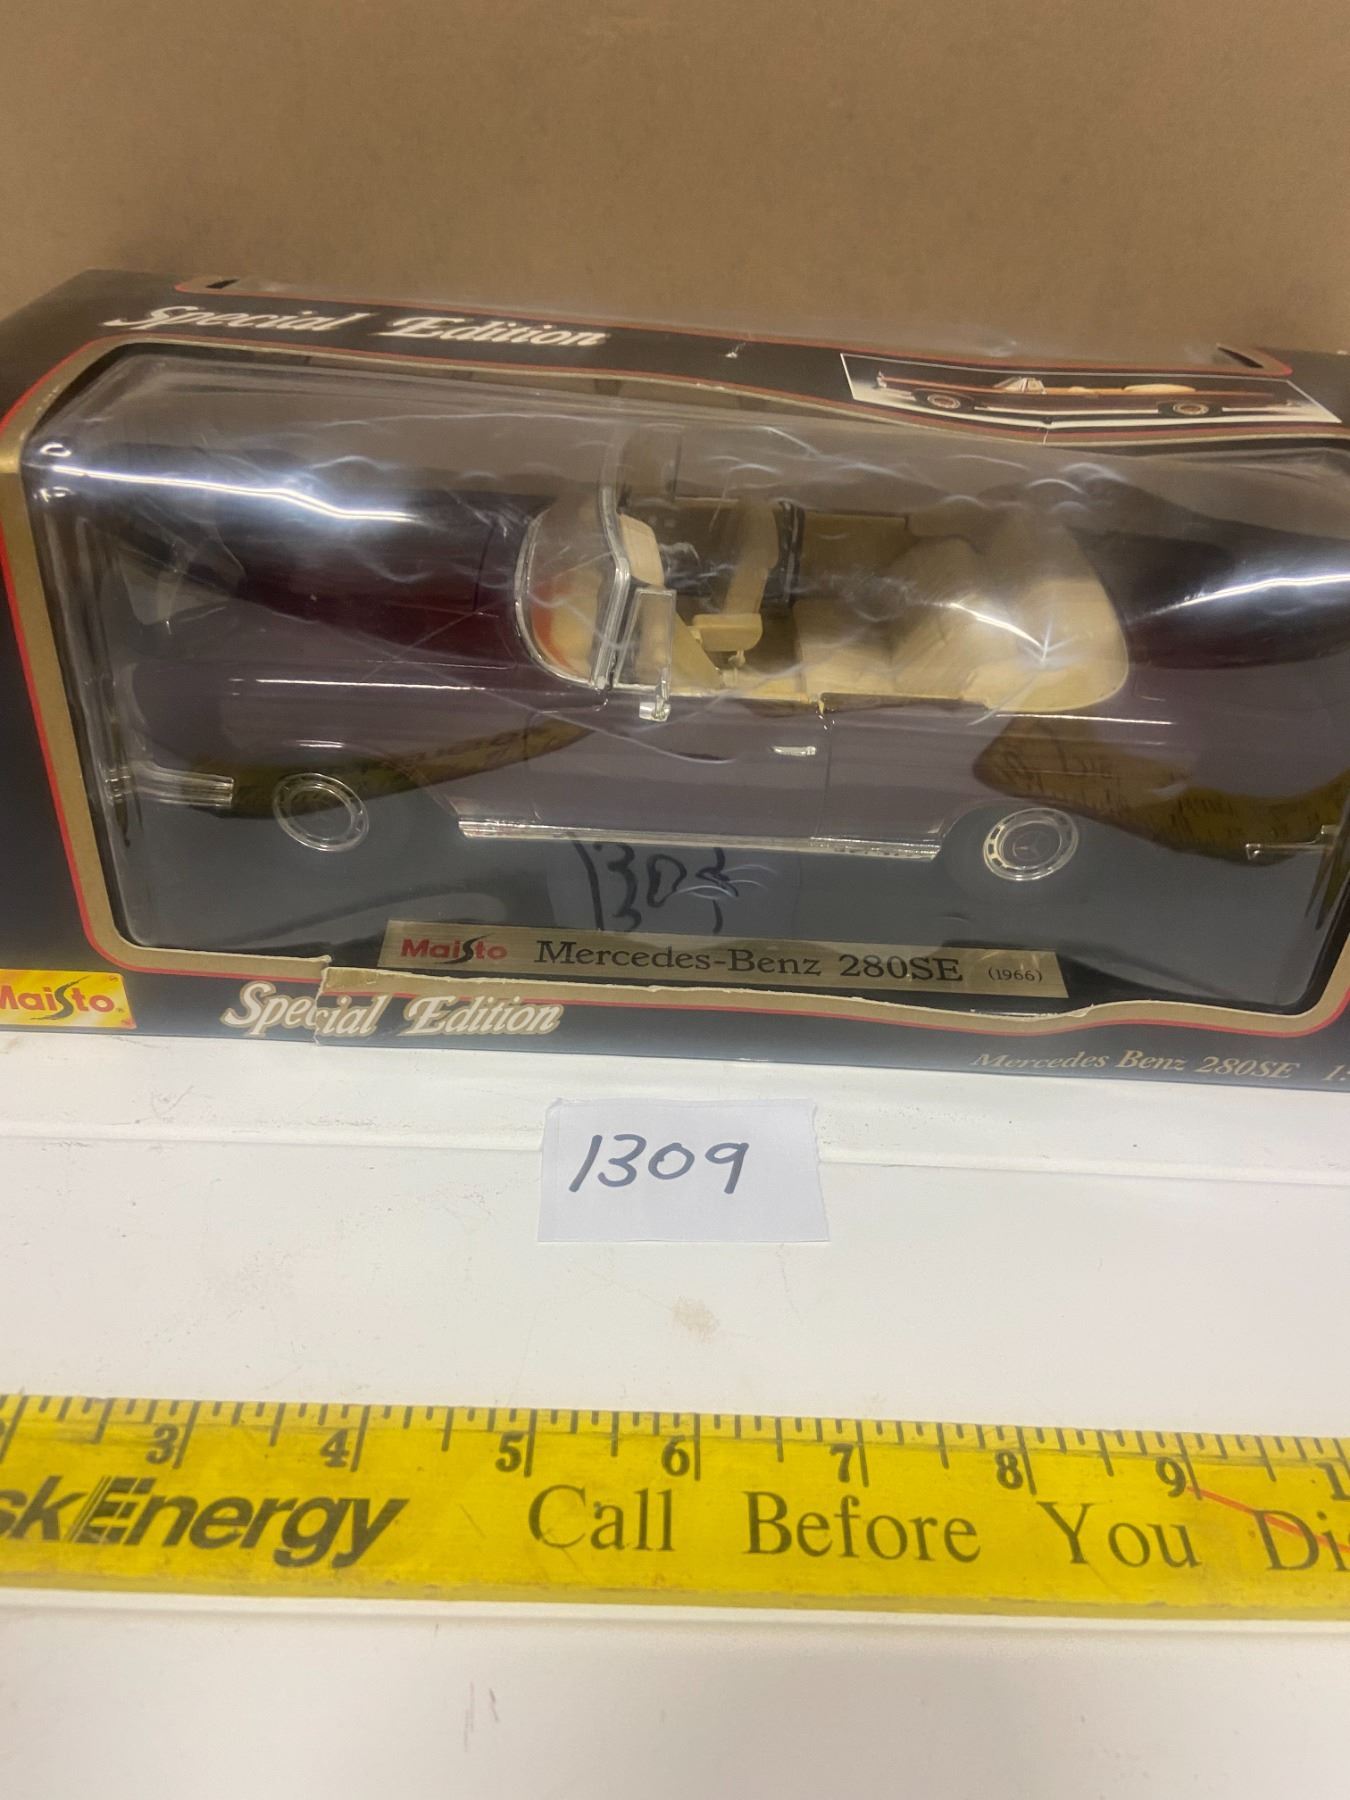 Special Edition
1309
Maisto Mercedes-Benz 280SE (1966)
Maisto
Special Edition
Mercedes Benz 280SE
1309
3 4 5 6 7 8 9
Energy Call Before You